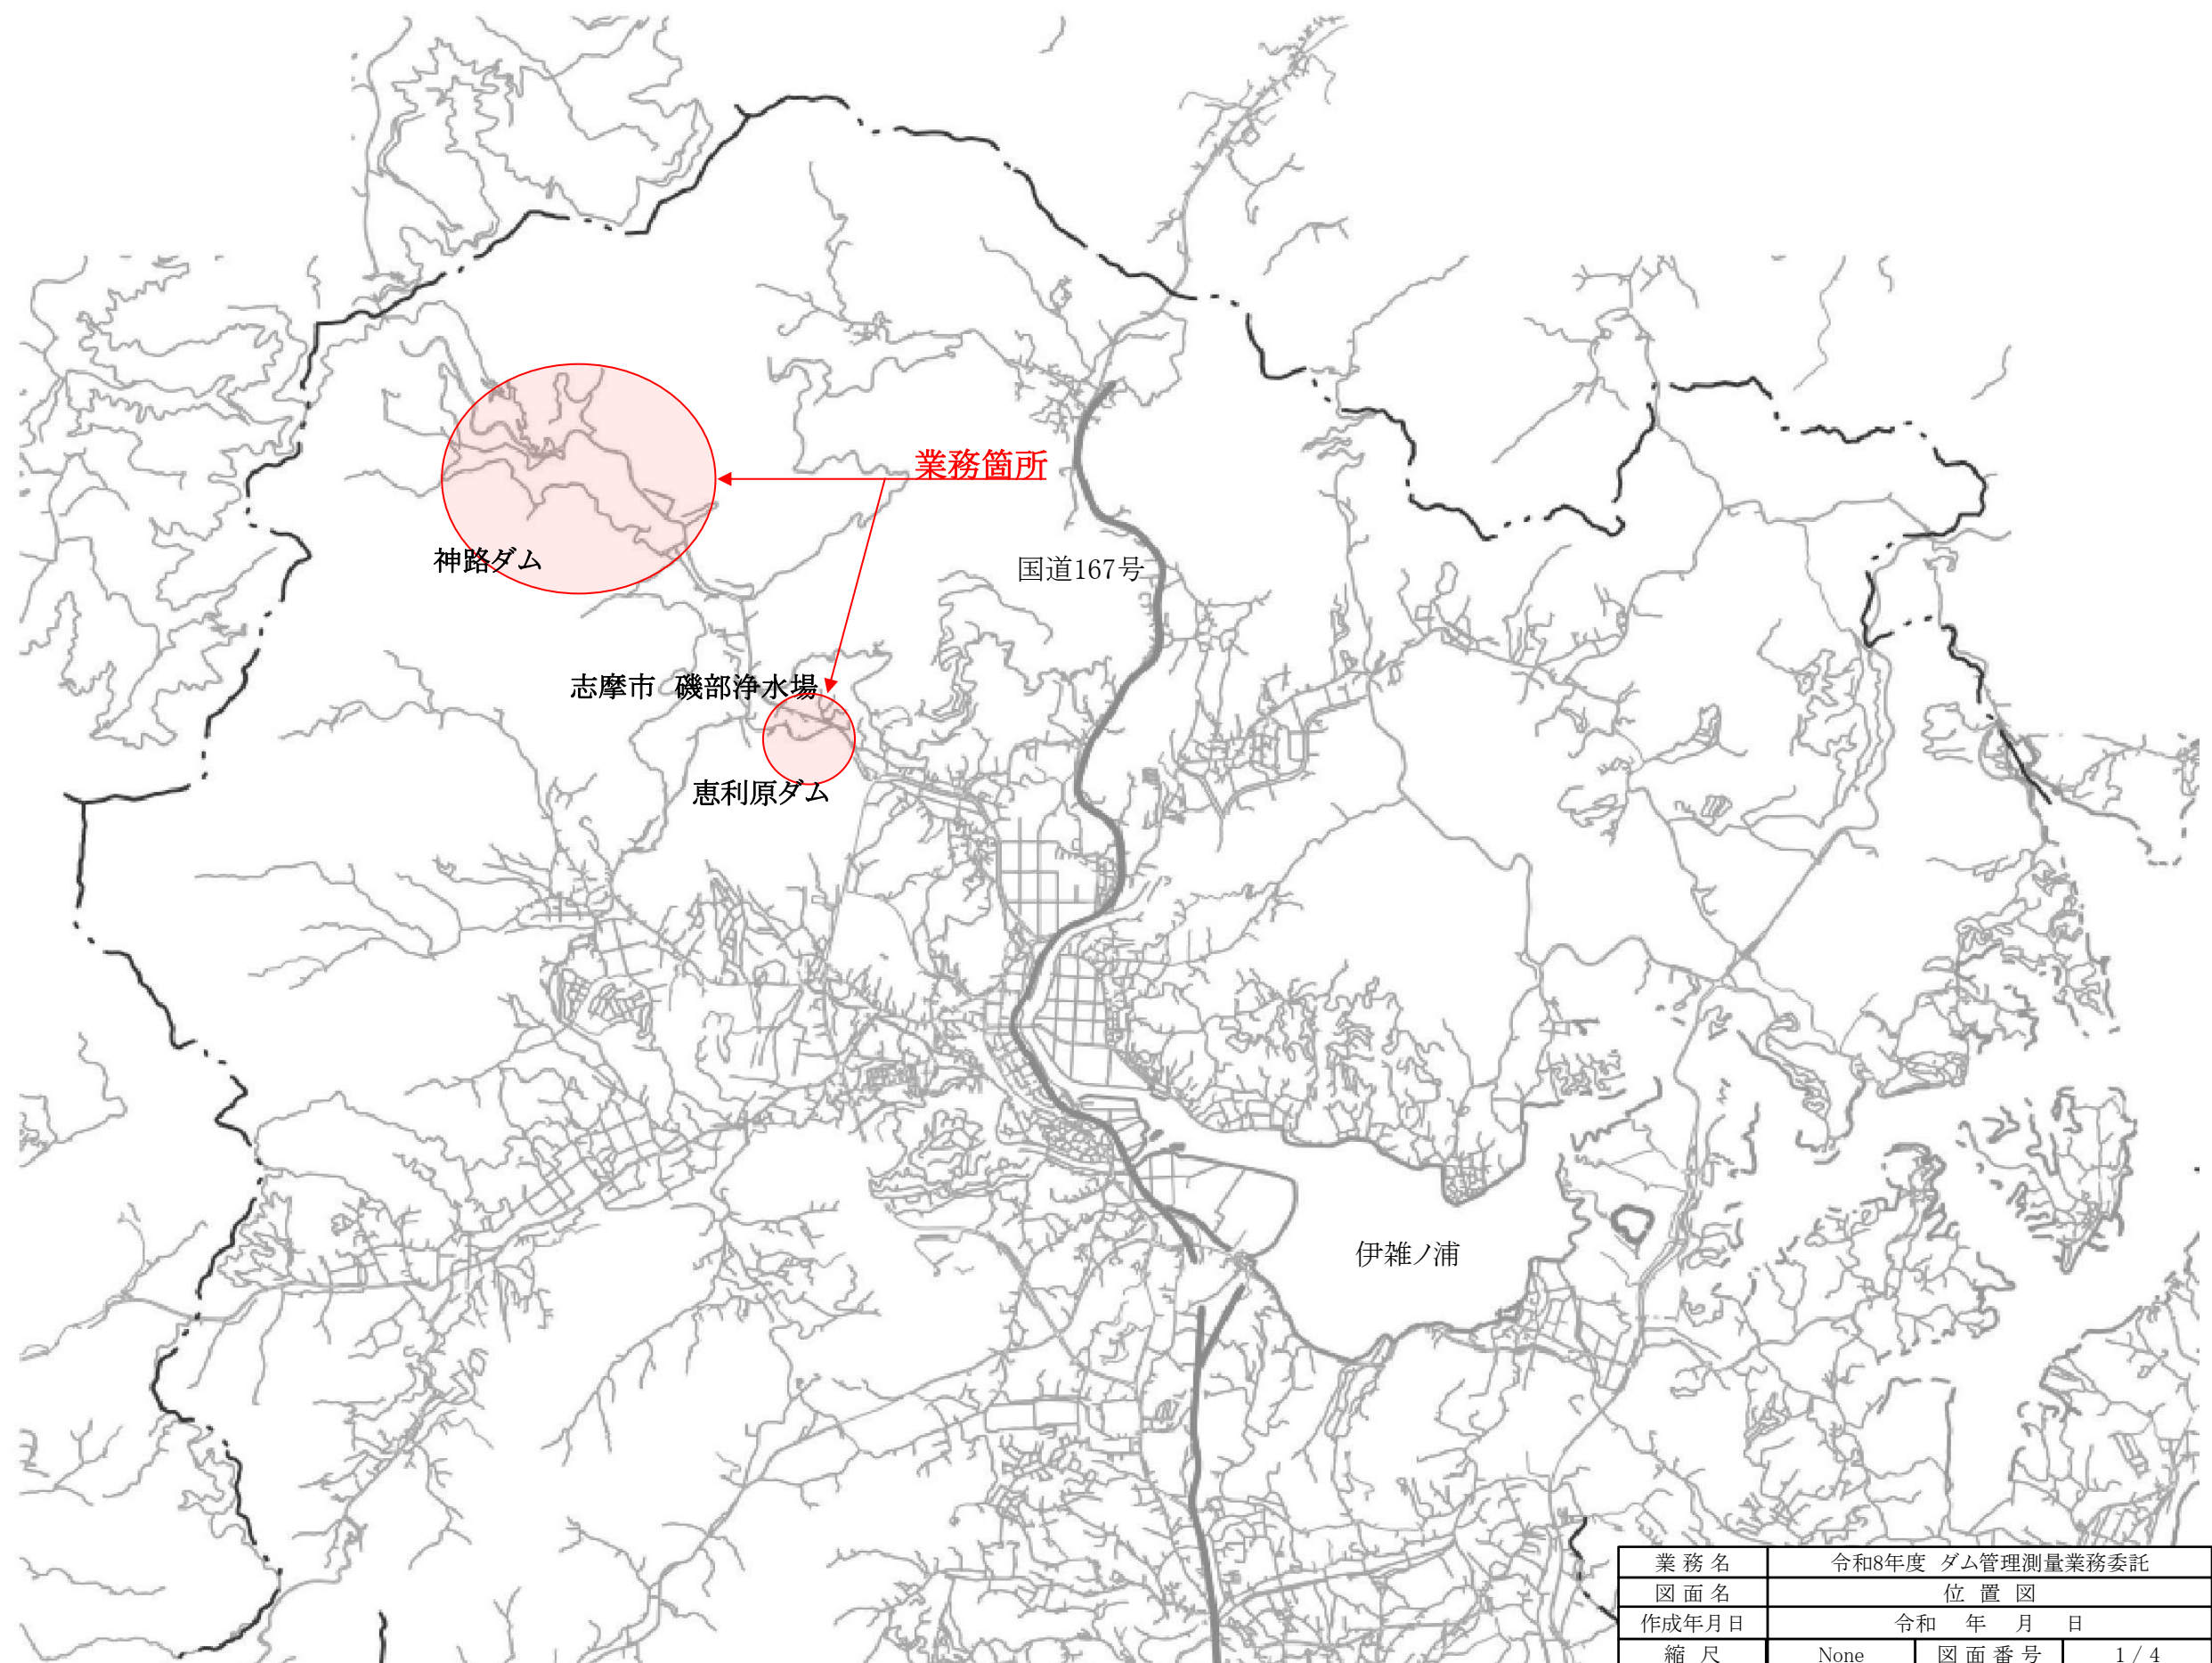 業務箇所
神路ダム
国道167号
志摩市 磯部浄水場
恵利原ダム
伊雑ノ浦
業務名 令和8年度 ダム管理測量業務委託
図面名 位置図
作成年月日 令和 年 月 日
縮尺 None 図面番号 1 / 4